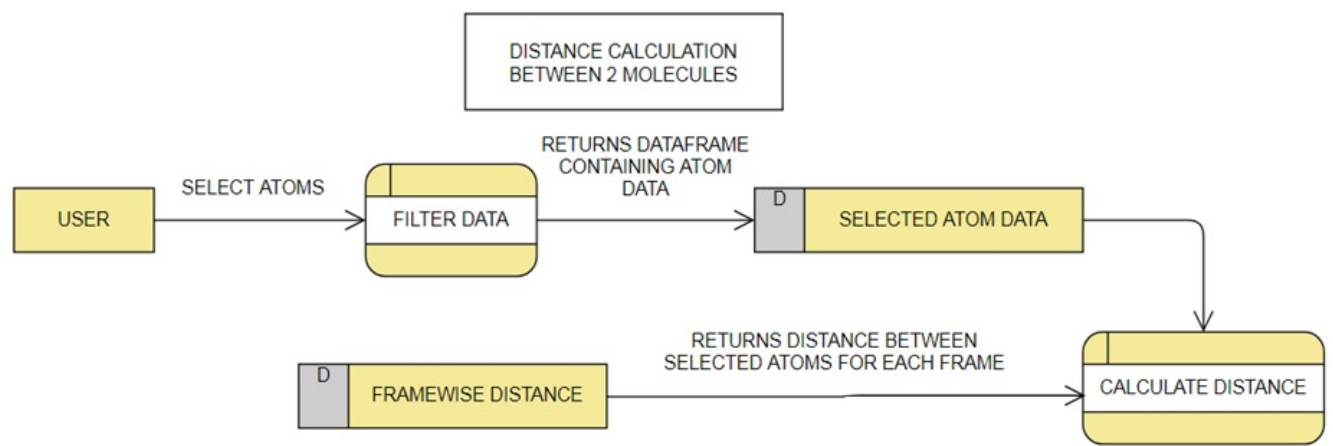 DISTANCE CALCULATION
BETWEEN 2 MOLECULES
RETURNS DATAFRAME
CONTAINING ATOM
DATA
SELECT ATOMS
USER
FILTER DATA
D
SELECTED ATOM DATA
RETURNS DISTANCE BETWEEN
SELECTED ATOMS FOR EACH FRAME
D
FRAMEWISE DISTANCE
CALCULATE DISTANCE